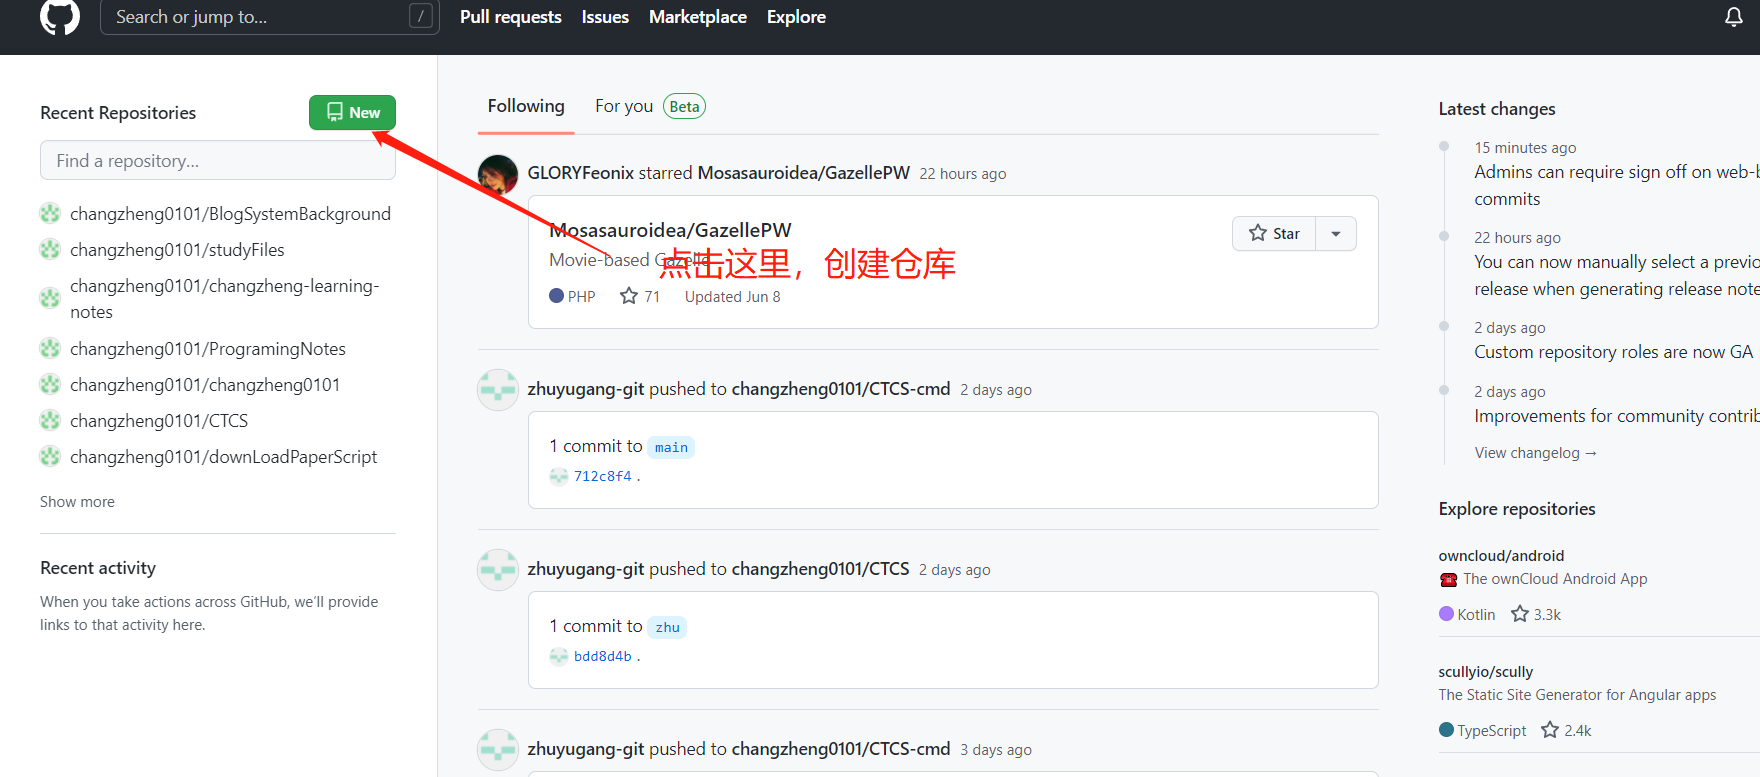 Search or jump to...
/
Pull requests
Issues
Marketplace
Explore
Recent Repositories
New
Find a repository...
changzheng0101/BlogSystemBackground
changzheng0101/studyFiles
changzheng0101/changzheng-learning-
notes
changzheng0101/ProgramingNotes
changzheng0101/changzheng0101
changzheng0101/CTCS
changzheng0101/downLoadPaperScript
Show more
Recent activity
When you take actions across GitHub, we'll provide
links to that activity here.
Following
For you
Beta
GLORYFeonix starred Mosasauroidea/GazellePW 22 hours ago
Mosasauroidea/GazellePW
Star
Movie-based Gazelle
点击这里，创建仓库
PHP
71
Updated Jun 8
zhuyugang-git pushed to changzheng0101/CTCS-cmd 2 days ago
1 commit to main
712c8f4 .
zhuyugang-git pushed to changzheng0101/CTCS 2 days ago
1 commit to zhu
bdd8d4b .
zhuyugang-git pushed to changzheng0101/CTCS-cmd 3 days ago
Latest changes
15 minutes ago
Admins can require sign off on web-
commits
22 hours ago
You can now manually select a previo
release when generating release note
2 days ago
Custom repository roles are now GA
2 days ago
Improvements for community contrib
View changelog →
Explore repositories
owncloud/android
☎️ The ownCloud Android App
Kotlin
3.3k
scullyio/scully
The Static Site Generator for Angular apps
TypeScript
2.4k